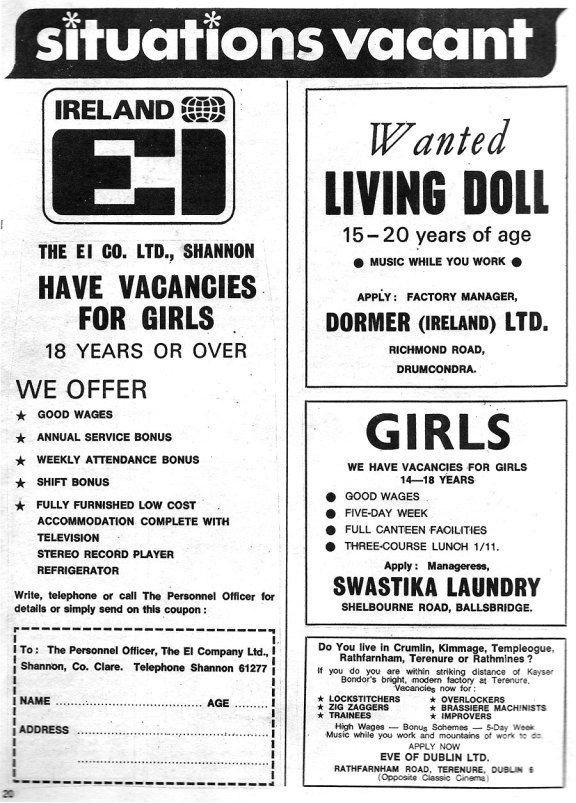 situations vacant
IRELAND
EI
THE EI CO. LTD., SHANNON
HAVE VACANCIES
FOR GIRLS
18 YEARS OR OVER
WE OFFER
★ GOOD WAGES
★ ANNUAL SERVICE BONUS
★ WEEKLY ATTENDANCE BONUS
★ SHIFT BONUS
★ FULLY FURNISHED LOW COST
ACCOMMODATION COMPLETE WITH
TELEVISION
STEREO RECORD PLAYER
REFRIGERATOR
Write, telephone or call The Personnel Officer for
details or simply send on this coupon :
To : The Personnel Officer, The EI Company Ltd.,
Shannon, Co. Clare. Telephone Shannon 61277
NAME .......................... AGE ........
ADDRESS ..........................
20
Wanted
LIVING DOLL
15–20 years of age
● MUSIC WHILE YOU WORK ●
APPLY : FACTORY MANAGER,
DORMER (IRELAND) LTD.
RICHMOND ROAD,
DRUMCONDRA.
GIRLS
WE HAVE VACANCIES FOR GIRLS
14—18 YEARS
● GOOD WAGES
● FIVE-DAY WEEK
● FULL CANTEEN FACILITIES
● THREE-COURSE LUNCH 1/11.
Apply : Manageress,
SWASTIKA LAUNDRY
SHELBOURNE ROAD, BALLSBRIDGE.
Do You live in Crumlin, Kimmage, Templeogue,
Rathfarnham, Terenure or Rathmines ?
If you do you are within striking distance of Kayser
Bondor's bright, modern factory at Terenure.
Vacancies now for :
★ LOCKSTITCHERS ★ OVERLOCKERS
★ ZIG ZAGGERS ★ BRASSIERE MACHINISTS
★ TRAINEES ★ IMPROVERS
High Wages — Bonus Schemes — 5-Day Week
Music while you work and mountains of work to do.
APPLY NOW
EVE OF DUBLIN LTD.
RATHFARNHAM ROAD, TERENURE, DUBLIN 6
(Opposite Classic Cinema)